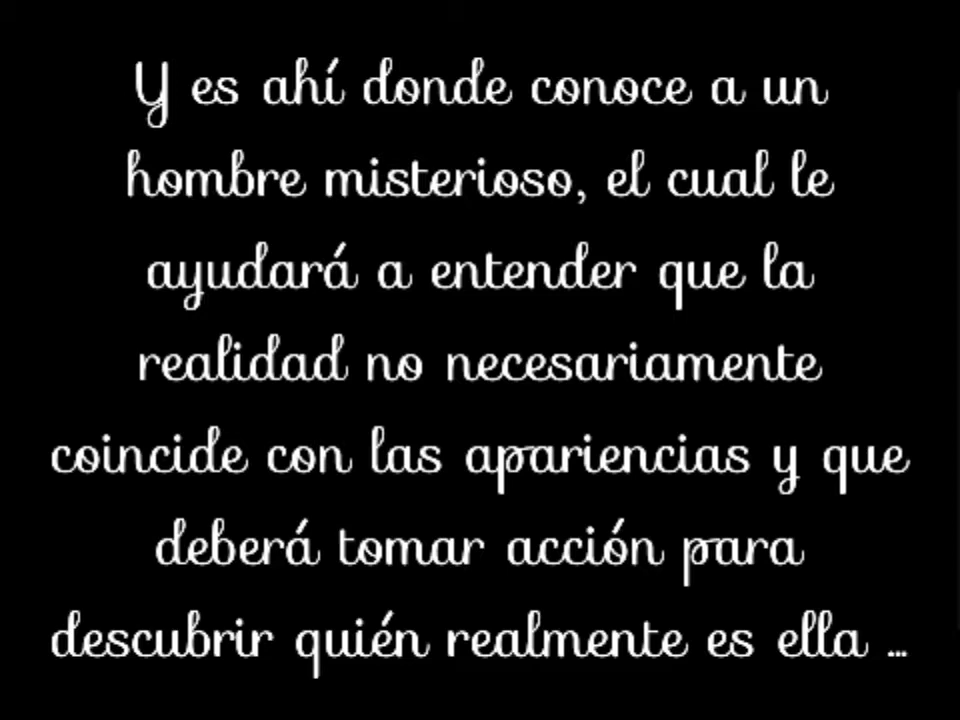 Y es ahí donde conoce a un
hombre misterioso, el cual le
ayudará a entender que la
realidad no necesariamente
coincide con las apariencias y que
deberá tomar acción para
descubrir quién realmente es ella ...